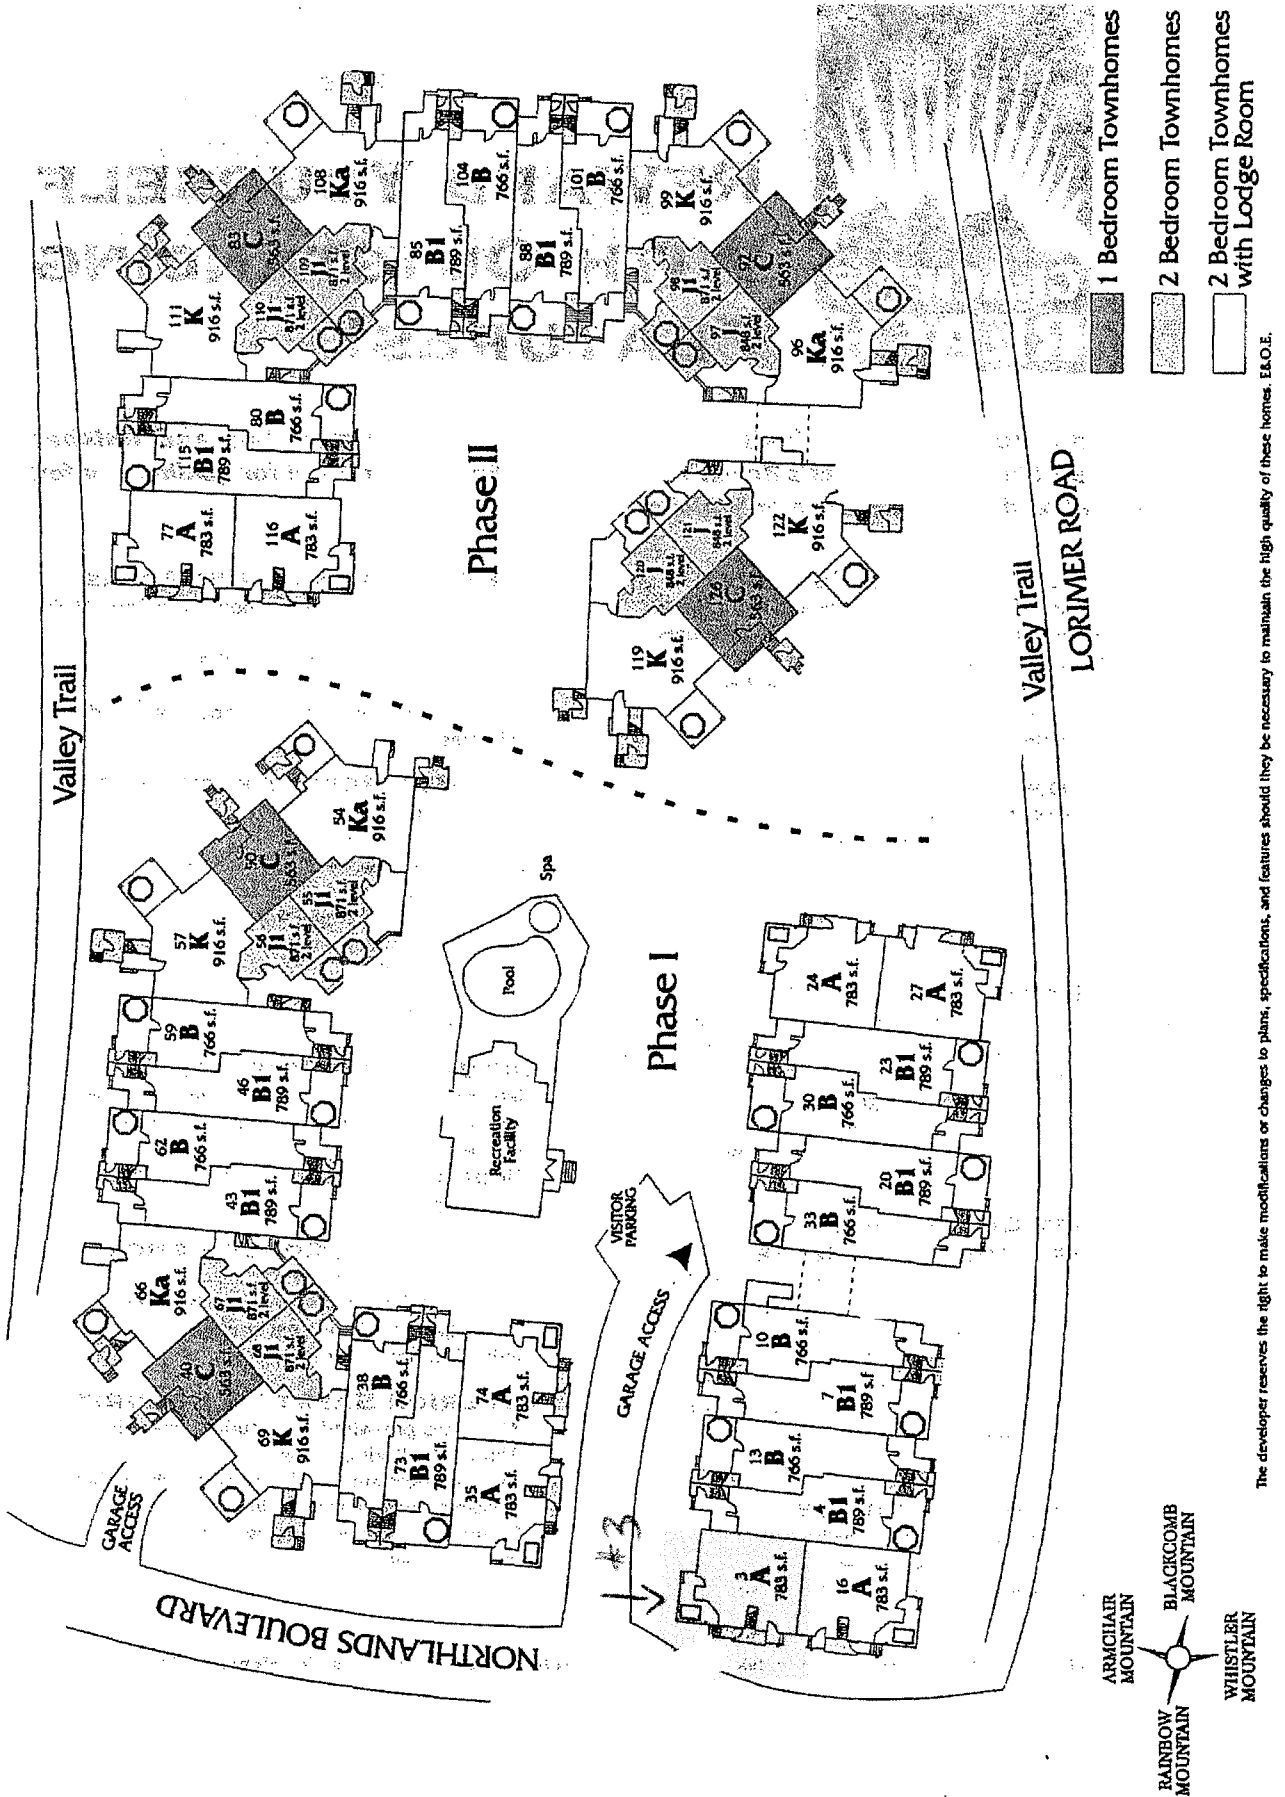 Valley Trail
111
K
916 s.f.
83
C
563 s.f.
108
Ka
916 s.f.
110
J1
871 s.f.
2 level
109
J1
871 s.f.
2 level
77
A
783 s.f.
115
B1
789 s.f.
80
B
766 s.f.
116
A
783 s.f.
85
B1
789 s.f.
104
B
766 s.f.
88
B1
789 s.f.
101
B
766 s.f.
99
K
916 s.f.
98
J1
871 s.f.
2 level
97
J
848 s.f.
2 level
92
C
563 s.f.
96
Ka
916 s.f.
Phase II
120
J
848 s.f.
2 level
121
J
848 s.f.
2 level
122
K
916 s.f.
126
C
563 s.f.
119
K
916 s.f.
50
C
563 s.f.
54
Ka
916 s.f.
55
J1
871 s.f.
2 level
56
J1
871 s.f.
2 level
57
K
916 s.f.
59
B
766 s.f.
46
B1
789 s.f.
62
B
766 s.f.
43
B1
789 s.f.
66
Ka
916 s.f.
67
J1
871 s.f.
2 level
68
J1
871 s.f.
2 level
40
C
563 s.f.
69
K
916 s.f.
38
B
766 s.f.
73
B1
789 s.f.
74
A
783 s.f.
35
A
783 s.f.
Spa
Pool
Recreation
Facility
Phase I
VISITOR
PARKING
GARAGE ACCESS
GARAGE
ACCESS
NORTHLANDS BOULEVARD
#3
24
A
783 s.f.
27
A
783 s.f.
23
B1
789 s.f.
30
B
766 s.f.
20
B1
789 s.f.
33
B
766 s.f.
10
B
766 s.f.
7
B1
789 s.f.
13
B
766 s.f.
4
B1
789 s.f.
3
A
783 s.f.
16
A
783 s.f.
Valley Trail
LORIMER ROAD
1 Bedroom Townhomes
2 Bedroom Townhomes
2 Bedroom Townhomes
with Lodge Room
ARMCHAIR
MOUNTAIN
BLACKCOMB
MOUNTAIN
RAINBOW
MOUNTAIN
WHISTLER
MOUNTAIN
The developer reserves the right to make modifications or changes to plans, specifications, and features should they be necessary to maintain the high quality of these homes. E&O.E.